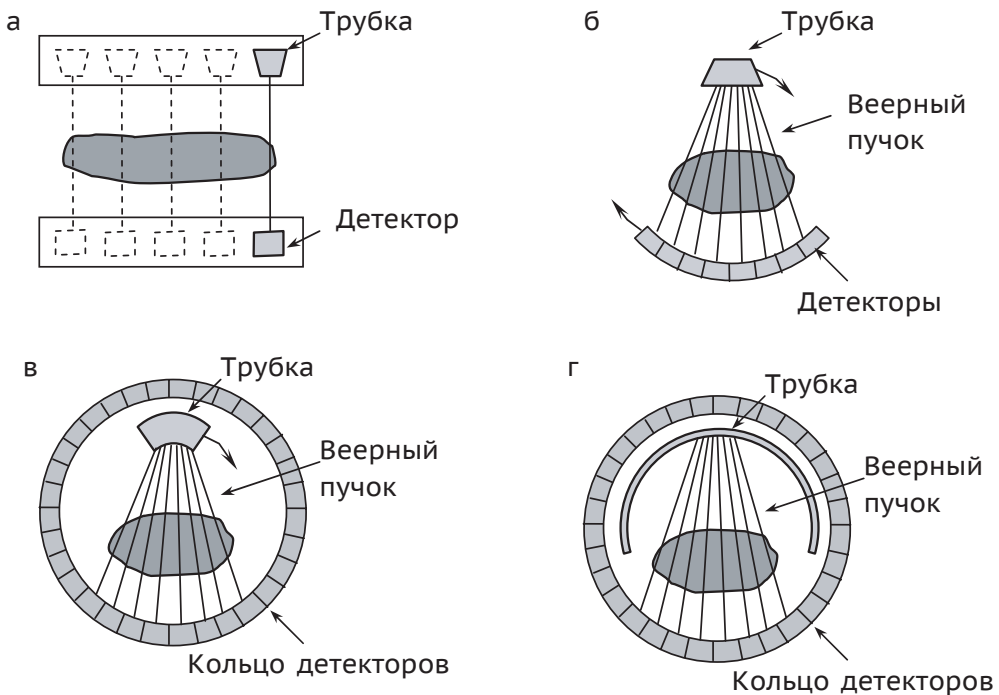 а
Трубка
Детектор
б
Трубка
Веерный
пучок
Детекторы
в
Трубка
Веерный
пучок
Кольцо детекторов
г
Трубка
Веерный
пучок
Кольцо детекторов